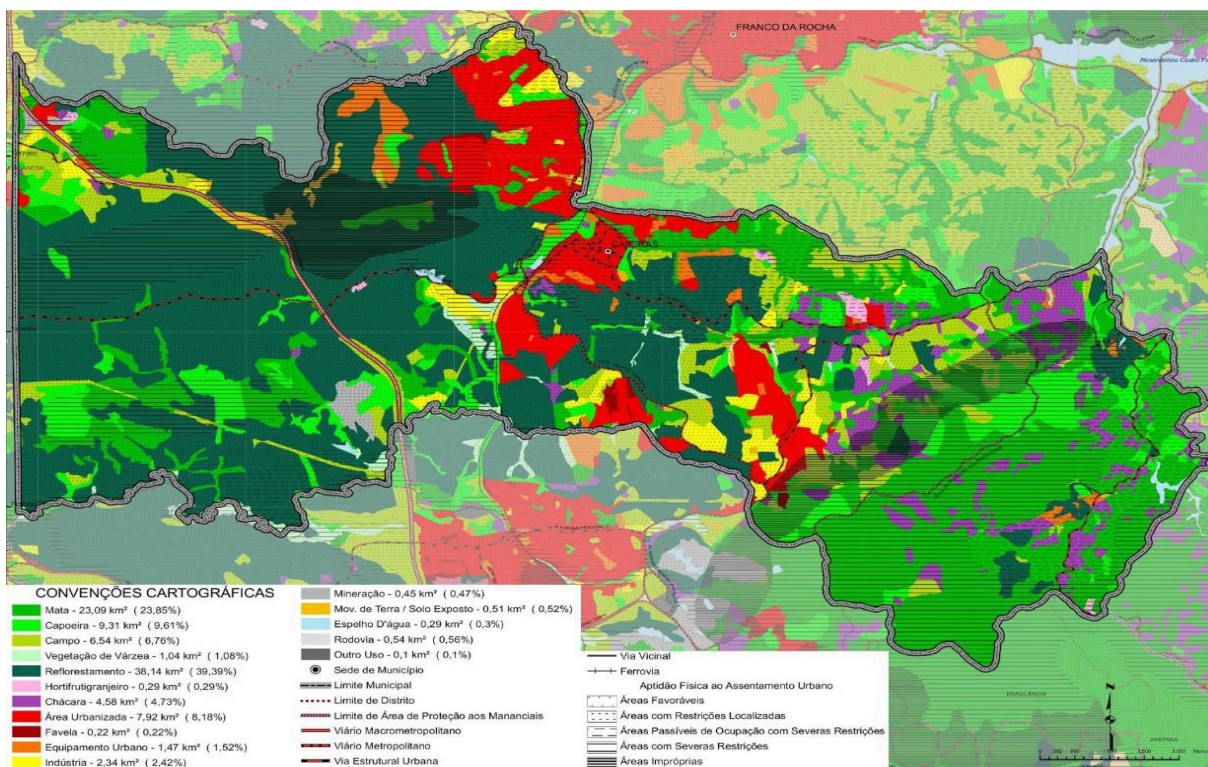 FRANCO DA ROCHA
CAIEIRAS
BRASILÂNDIA
SANTANA
CONVENÇÕES CARTOGRÁFICAS
Mata - 23,09 km² ( 23,85%)
Capoeira - 9,31 km² ( 9,61%)
Campo - 6,54 km² ( 6,76%)
Vegetação de Várzea - 1,04 km² ( 1,08%)
Reflorestamento - 38,14 km² ( 39,39%)
Hortifrutigranjeiro - 0,29 km² ( 0,29%)
Chácara - 4,58 km² ( 4,73%)
Área Urbanizada - 7,92 km² ( 8,18%)
Favela - 0,22 km² ( 0,22%)
Equipamento Urbano - 1,47 km² ( 1,52%)
Indústria - 2,34 km² ( 2,42%)
Mineração - 0,45 km² ( 0,47%)
Mov. de Terra / Solo Exposto - 0,51 km² ( 0,52%)
Espelho D'água - 0,29 km² ( 0,3%)
Rodovia - 0,54 km² ( 0,56%)
Outro Uso - 0,1 km² ( 0,1%)
Sede de Município
Limite Municipal
Limite de Distrito
Limite de Área de Proteção aos Mananciais
Viário Macrometropolitano
Viário Metropolitano
Via Estrutural Urbana
Via Vicinal
Ferrovia
Aptidão Física ao Assentamento Urbano
Áreas Favoráveis
Áreas com Restrições Localizadas
Áreas Passíveis de Ocupação com Severas Restrições
Áreas com Severas Restrições
Áreas Impróprias